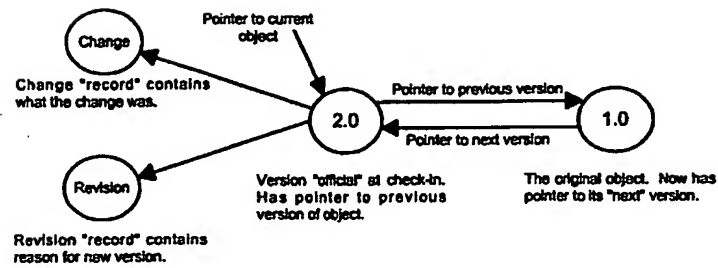 Pointer to current
object
Change
Change "record" contains
what the change was.
Pointer to previous version
2.0
1.0
Pointer to next version
Revision
Version "official" at check-in.
Has pointer to previous
version of object.
The original object. Now has
pointer to its "next" version.
Revision "record" contains
reason for new version.